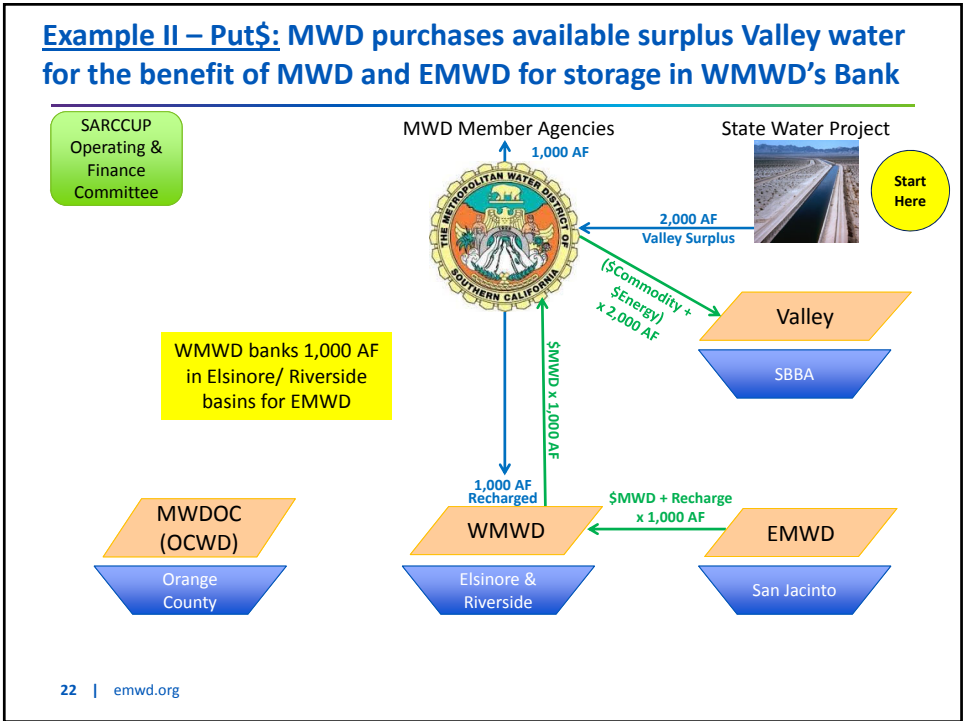 Example II – Put$: MWD purchases available surplus Valley water
for the benefit of MWD and EMWD for storage in WMWD's Bank
SARCCUP
Operating &
Finance
Committee
MWD Member Agencies
1,000 AF
State Water Project
Start
Here
THE METROPOLITAN WATER DISTRICT OF
SOUTHERN CALIFORNIA
2,000 AF
Valley Surplus
($Commodity +
$Energy)
x 2,000 AF
Valley
SBBA
WMWD banks 1,000 AF
in Elsinore/ Riverside
basins for EMWD
$MWD x 1,000 AF
1,000 AF
Recharged
$MWD + Recharge
x 1,000 AF
MWDOC
(OCWD)
Orange
County
WMWD
Elsinore &
Riverside
EMWD
San Jacinto
22 | emwd.org